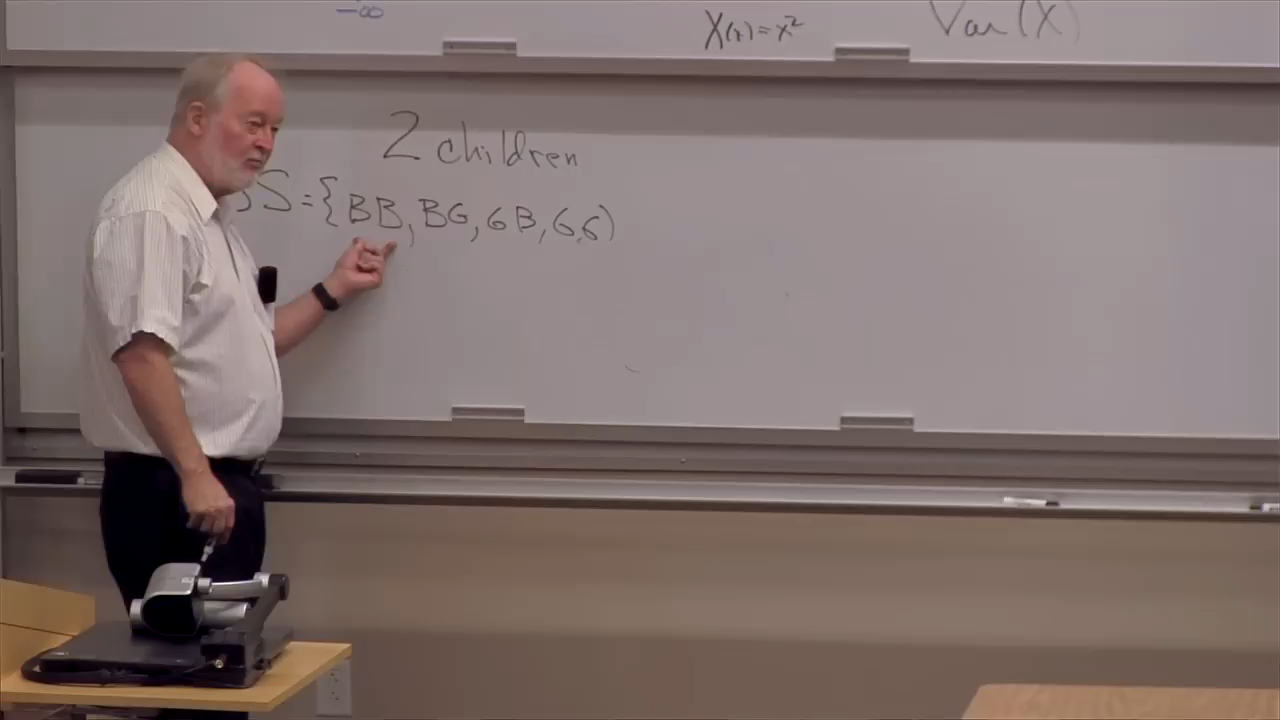 -∞
X(x)=x²
Var(X)
2 children
S={BB, BG, GB, G,G)